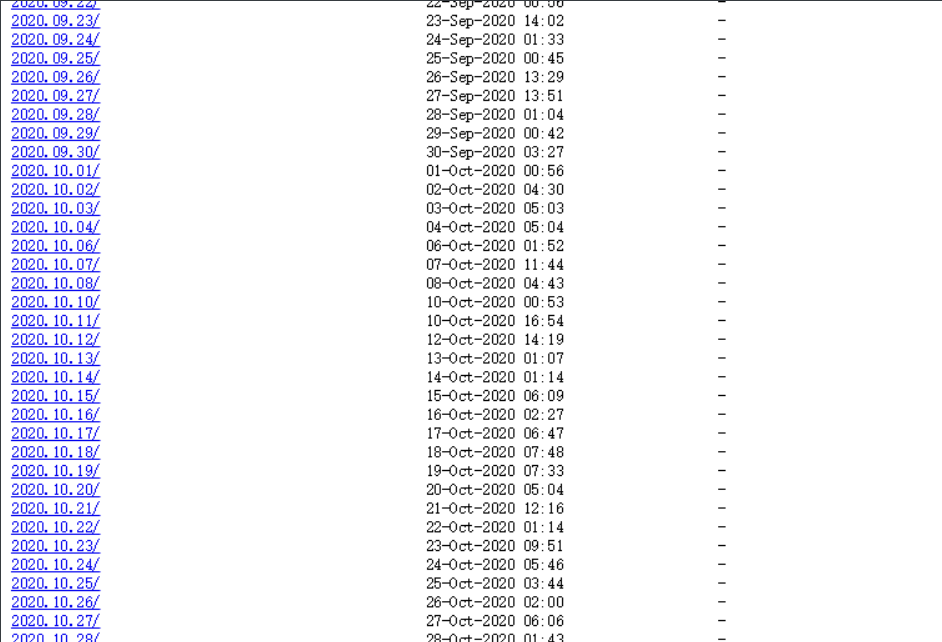 2020.09.22/ 22-Sep-2020 00:06 -
2020.09.23/ 23-Sep-2020 14:02 -
2020.09.24/ 24-Sep-2020 01:33 -
2020.09.25/ 25-Sep-2020 00:45 -
2020.09.26/ 26-Sep-2020 13:29 -
2020.09.27/ 27-Sep-2020 13:51 -
2020.09.28/ 28-Sep-2020 01:04 -
2020.09.29/ 29-Sep-2020 00:42 -
2020.09.30/ 30-Sep-2020 03:27 -
2020.10.01/ 01-Oct-2020 00:56 -
2020.10.02/ 02-Oct-2020 04:30 -
2020.10.03/ 03-Oct-2020 05:03 -
2020.10.04/ 04-Oct-2020 05:04 -
2020.10.06/ 06-Oct-2020 01:52 -
2020.10.07/ 07-Oct-2020 11:44 -
2020.10.08/ 08-Oct-2020 04:43 -
2020.10.10/ 10-Oct-2020 00:53 -
2020.10.11/ 10-Oct-2020 16:54 -
2020.10.12/ 12-Oct-2020 14:19 -
2020.10.13/ 13-Oct-2020 01:07 -
2020.10.14/ 14-Oct-2020 01:14 -
2020.10.15/ 15-Oct-2020 06:09 -
2020.10.16/ 16-Oct-2020 02:27 -
2020.10.17/ 17-Oct-2020 06:47 -
2020.10.18/ 18-Oct-2020 07:48 -
2020.10.19/ 19-Oct-2020 07:33 -
2020.10.20/ 20-Oct-2020 05:04 -
2020.10.21/ 21-Oct-2020 12:16 -
2020.10.22/ 22-Oct-2020 01:14 -
2020.10.23/ 23-Oct-2020 09:51 -
2020.10.24/ 24-Oct-2020 05:46 -
2020.10.25/ 25-Oct-2020 03:44 -
2020.10.26/ 26-Oct-2020 02:00 -
2020.10.27/ 27-Oct-2020 06:06 -
2020.10.28/ 28-Oct-2020 01:43 -